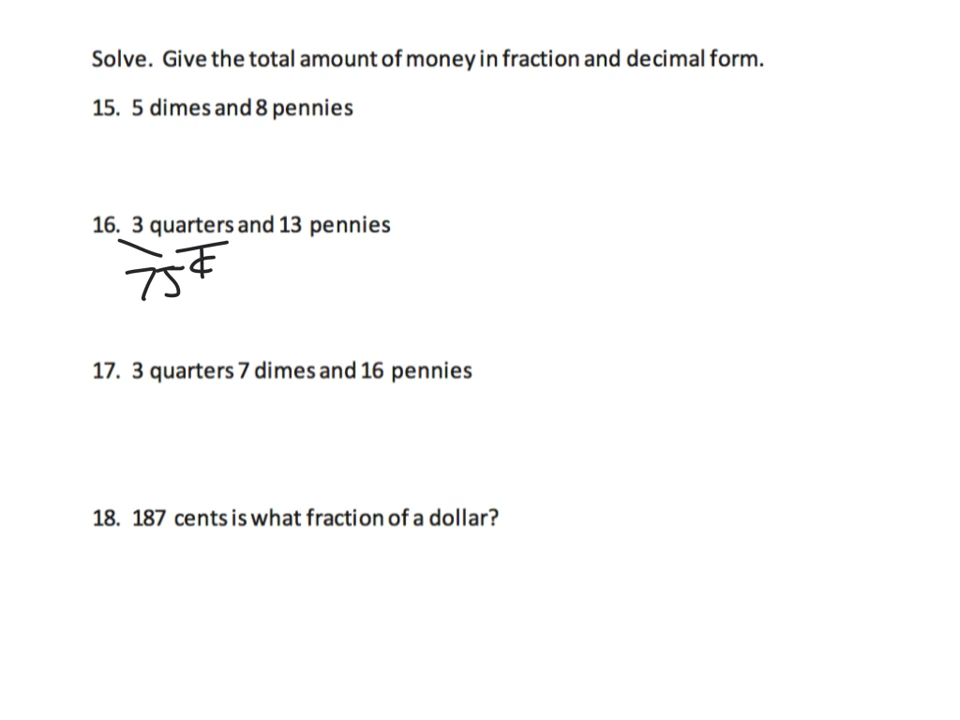 Solve. Give the total amount of money in fraction and decimal form.
15. 5 dimes and 8 pennies
16. 3 quarters and 13 pennies
75¢
17. 3 quarters 7 dimes and 16 pennies
18. 187 cents is what fraction of a dollar?